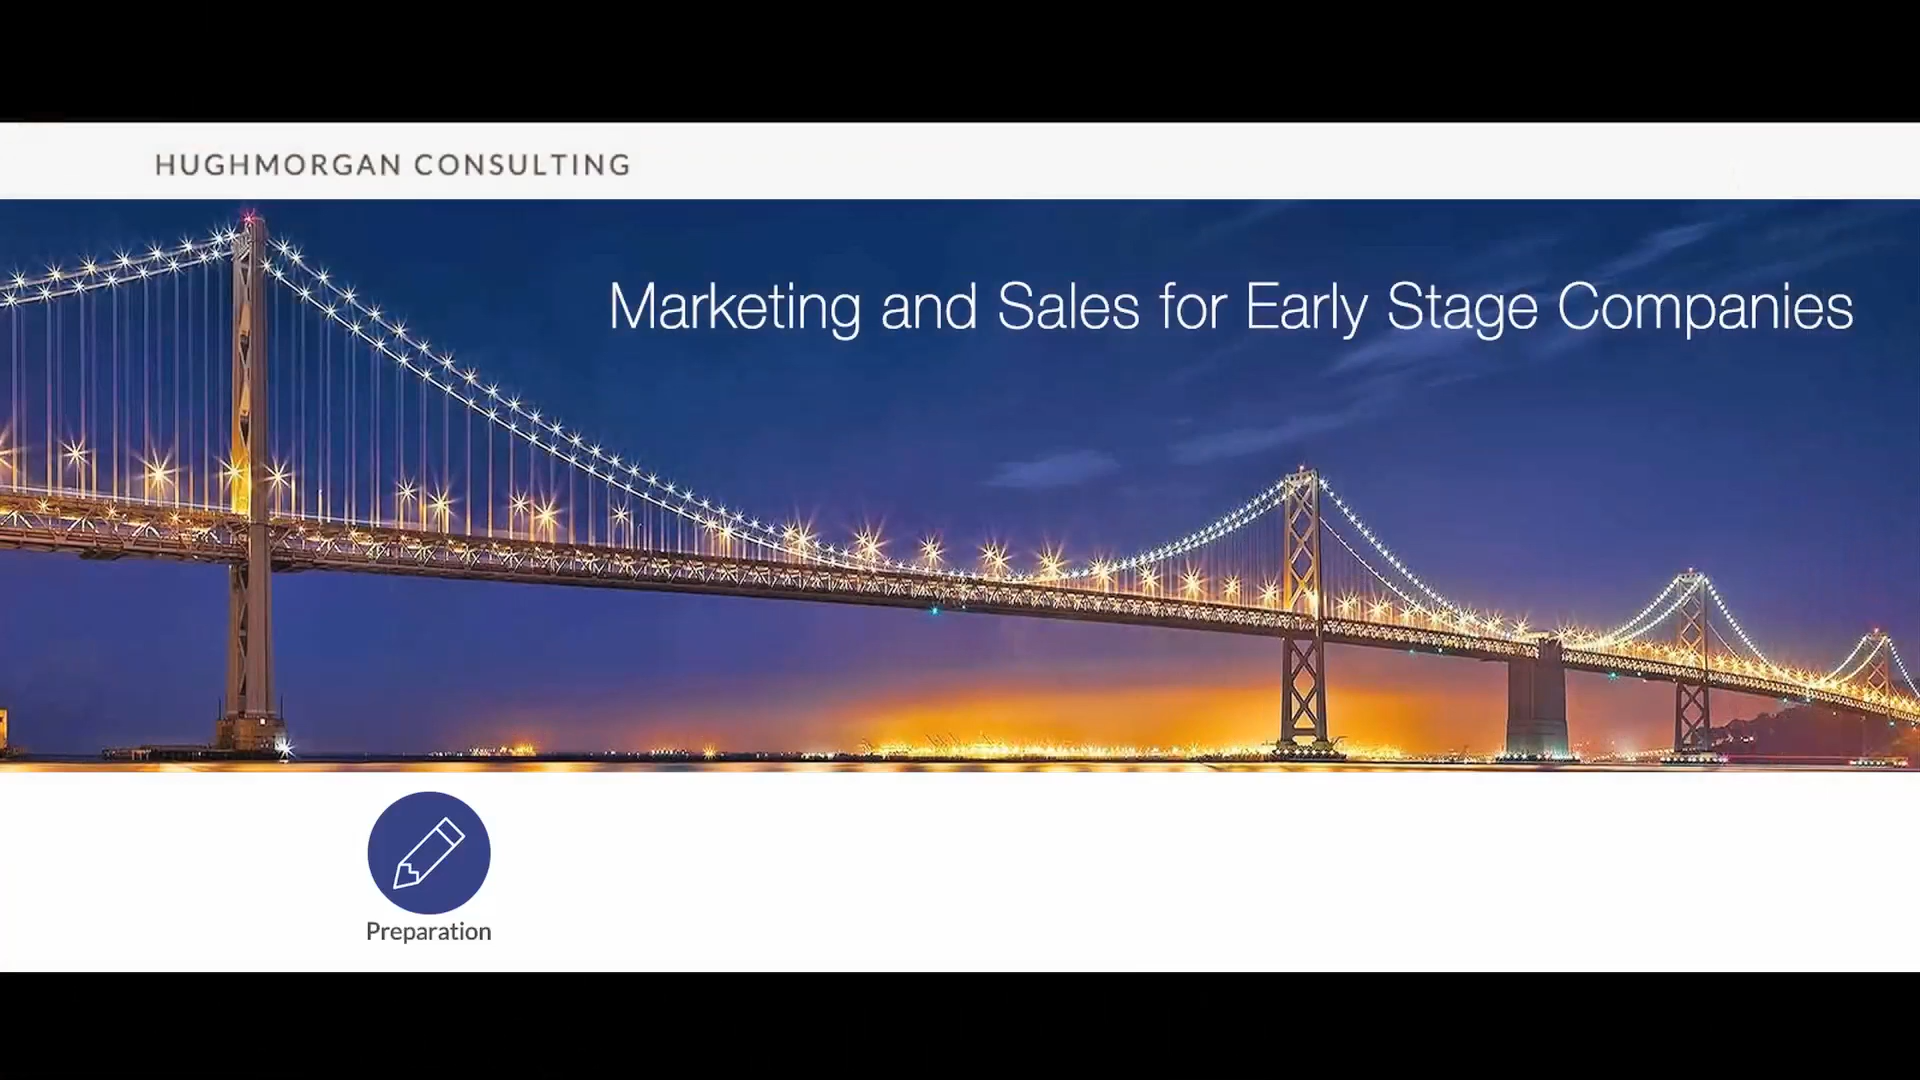 HUGHMORGAN CONSULTING
Marketing and Sales for Early Stage Companies
Preparation